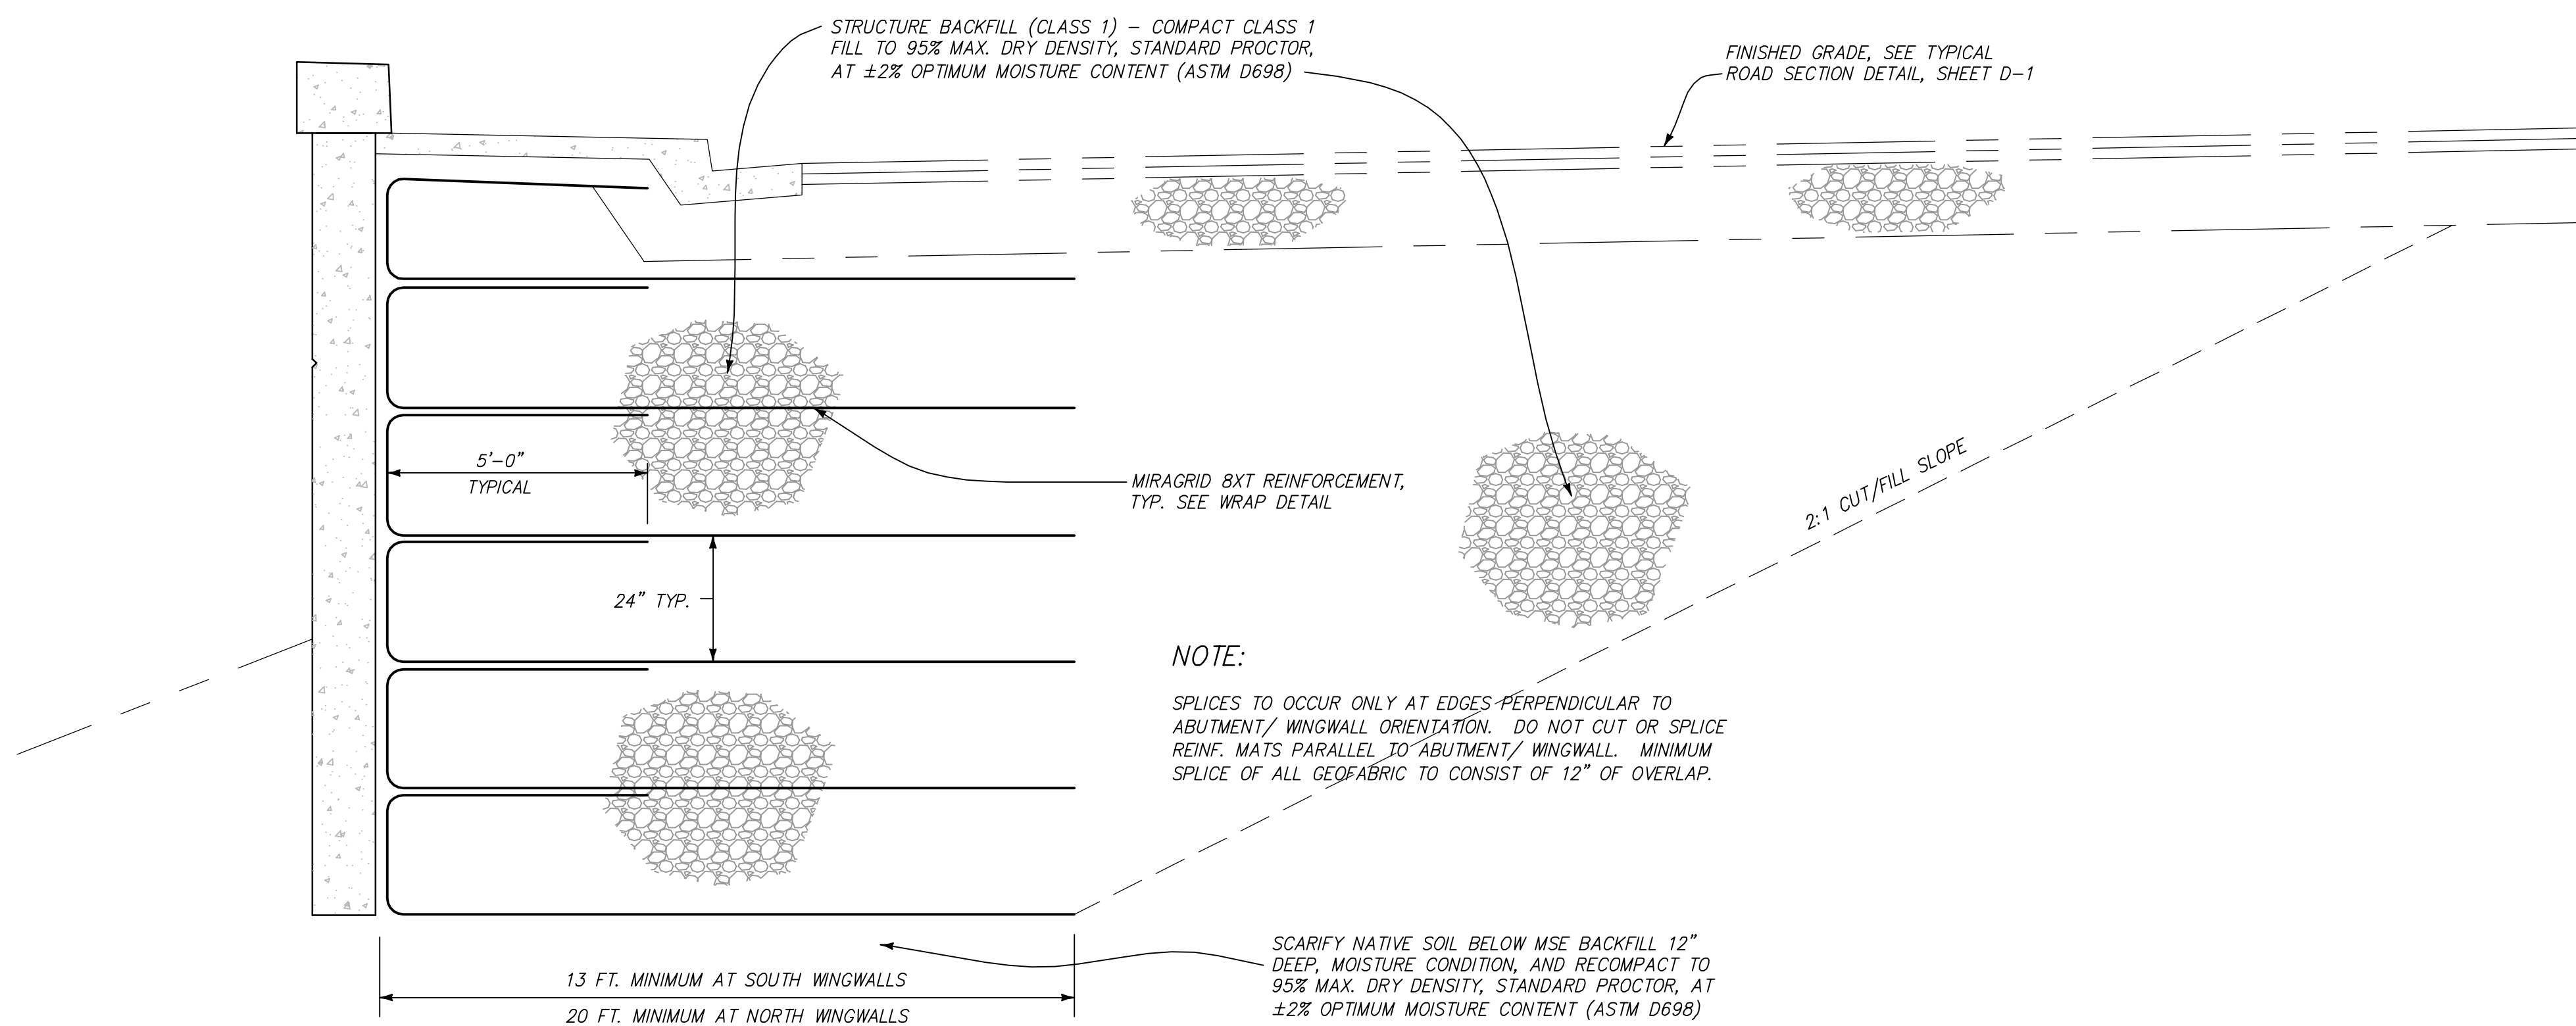 STRUCTURE BACKFILL (CLASS 1) – COMPACT CLASS 1
FILL TO 95% MAX. DRY DENSITY, STANDARD PROCTOR,
AT ±2% OPTIMUM MOISTURE CONTENT (ASTM D698)
FINISHED GRADE, SEE TYPICAL
ROAD SECTION DETAIL, SHEET D–1
5'–0"
TYPICAL
MIRAGRID 8XT REINFORCEMENT,
TYP. SEE WRAP DETAIL
2:1 CUT/FILL SLOPE
24" TYP.
NOTE:
SPLICES TO OCCUR ONLY AT EDGES PERPENDICULAR TO
ABUTMENT/ WINGWALL ORIENTATION. DO NOT CUT OR SPLICE
REINF. MATS PARALLEL TO ABUTMENT/ WINGWALL. MINIMUM
SPLICE OF ALL GEOFABRIC TO CONSIST OF 12" OF OVERLAP.
SCARIFY NATIVE SOIL BELOW MSE BACKFILL 12"
DEEP, MOISTURE CONDITION, AND RECOMPACT TO
95% MAX. DRY DENSITY, STANDARD PROCTOR, AT
±2% OPTIMUM MOISTURE CONTENT (ASTM D698)
13 FT. MINIMUM AT SOUTH WINGWALLS
20 FT. MINIMUM AT NORTH WINGWALLS